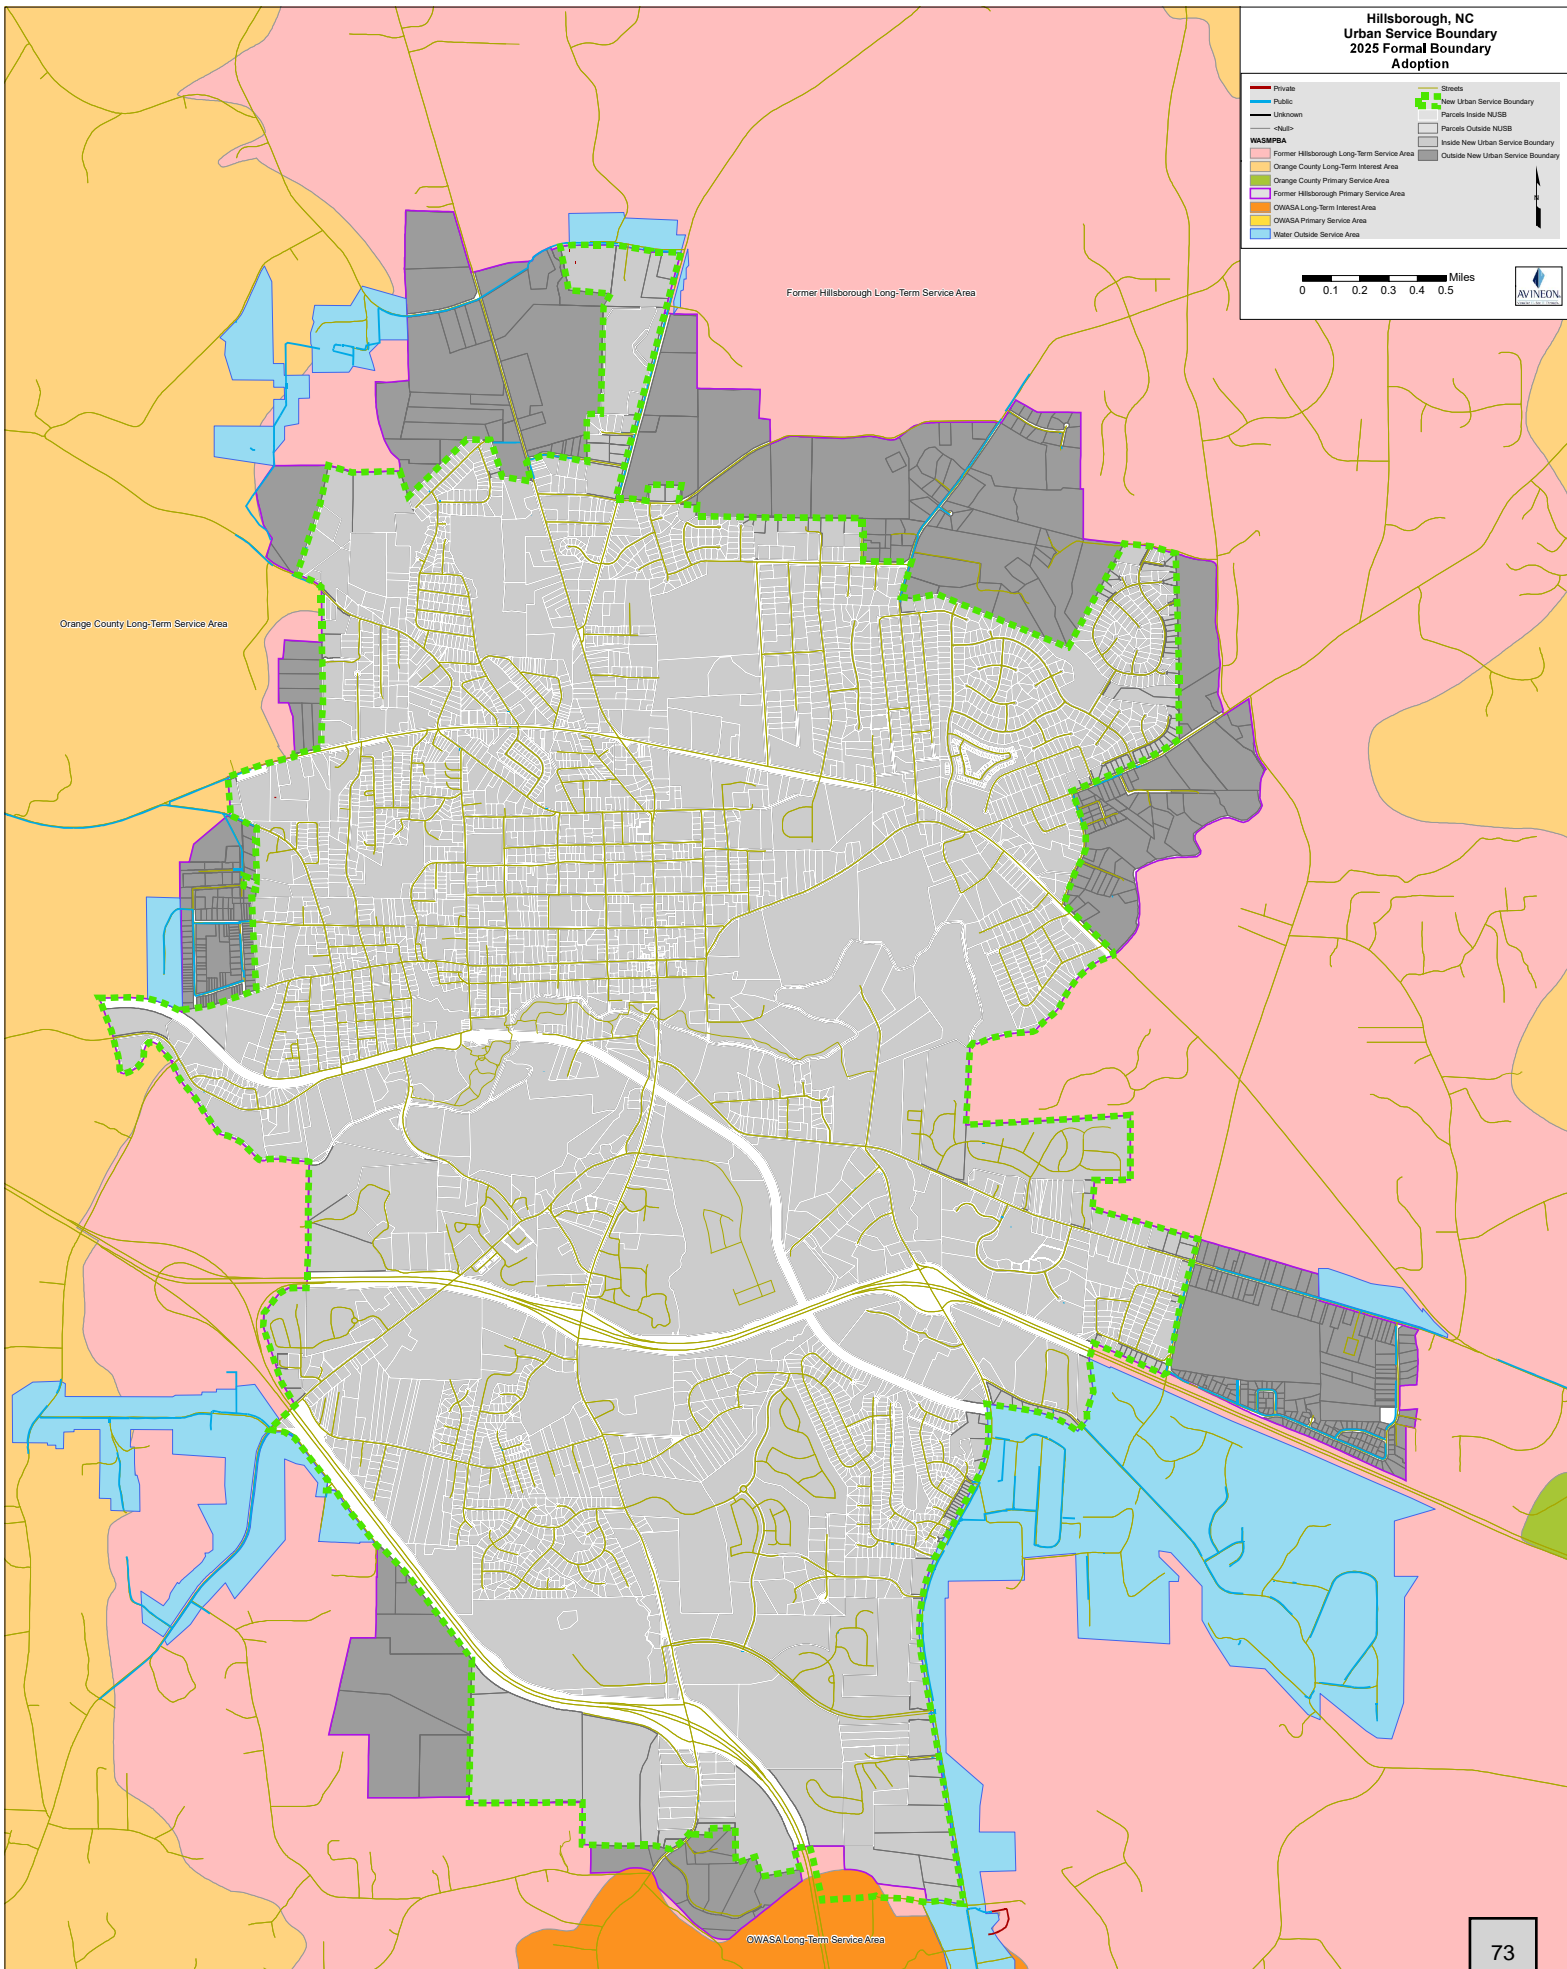 Hillsborough, NC
Urban Service Boundary
2025 Formal Boundary
Adoption
Private
Public
Unknown
<Null>
WASMPBA
Former Hillsborough Long-Term Service Area
Orange County Long-Term Interest Area
Orange County Primary Service Area
Former Hillsborough Primary Service Area
OWASA Long-Term Interest Area
OWASA Primary Service Area
Water Outside Service Area
Streets
New Urban Service Boundary
Parcels Inside NUSB
Parcels Outside NUSB
Inside New Urban Service Boundary
Outside New Urban Service Boundary
N
Miles
0 0.1 0.2 0.3 0.4 0.5
AVINEON
Former Hillsborough Long-Term Service Area
Orange County Long-Term Service Area
OWASA Long-Term Service Area
73